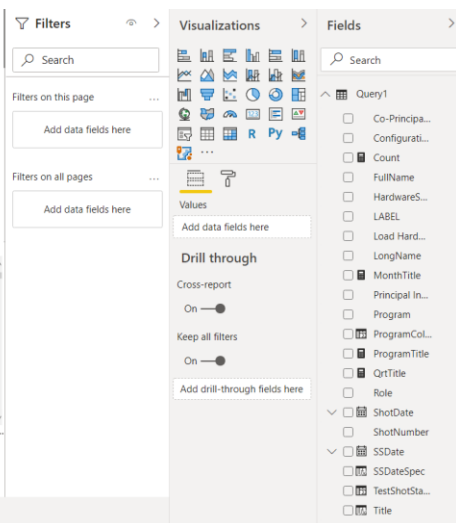 Filters
Search
Filters on this page
...
Add data fields here
Filters on all pages
...
Add data fields here
Visualizations
R
Py
...
Values
Add data fields here
Drill through
Cross-report
On
Keep all filters
On
Add drill-through fields here
Fields
Search
Query1
Co-Principa...
Configurati...
Count
FullName
HardwareS...
LABEL
Load Hard...
LongName
MonthTitle
Principal In...
Program
ProgramCol...
ProgramTitle
QrtTitle
Role
ShotDate
ShotNumber
SSDate
SSDateSpec
TestShotSta...
Title